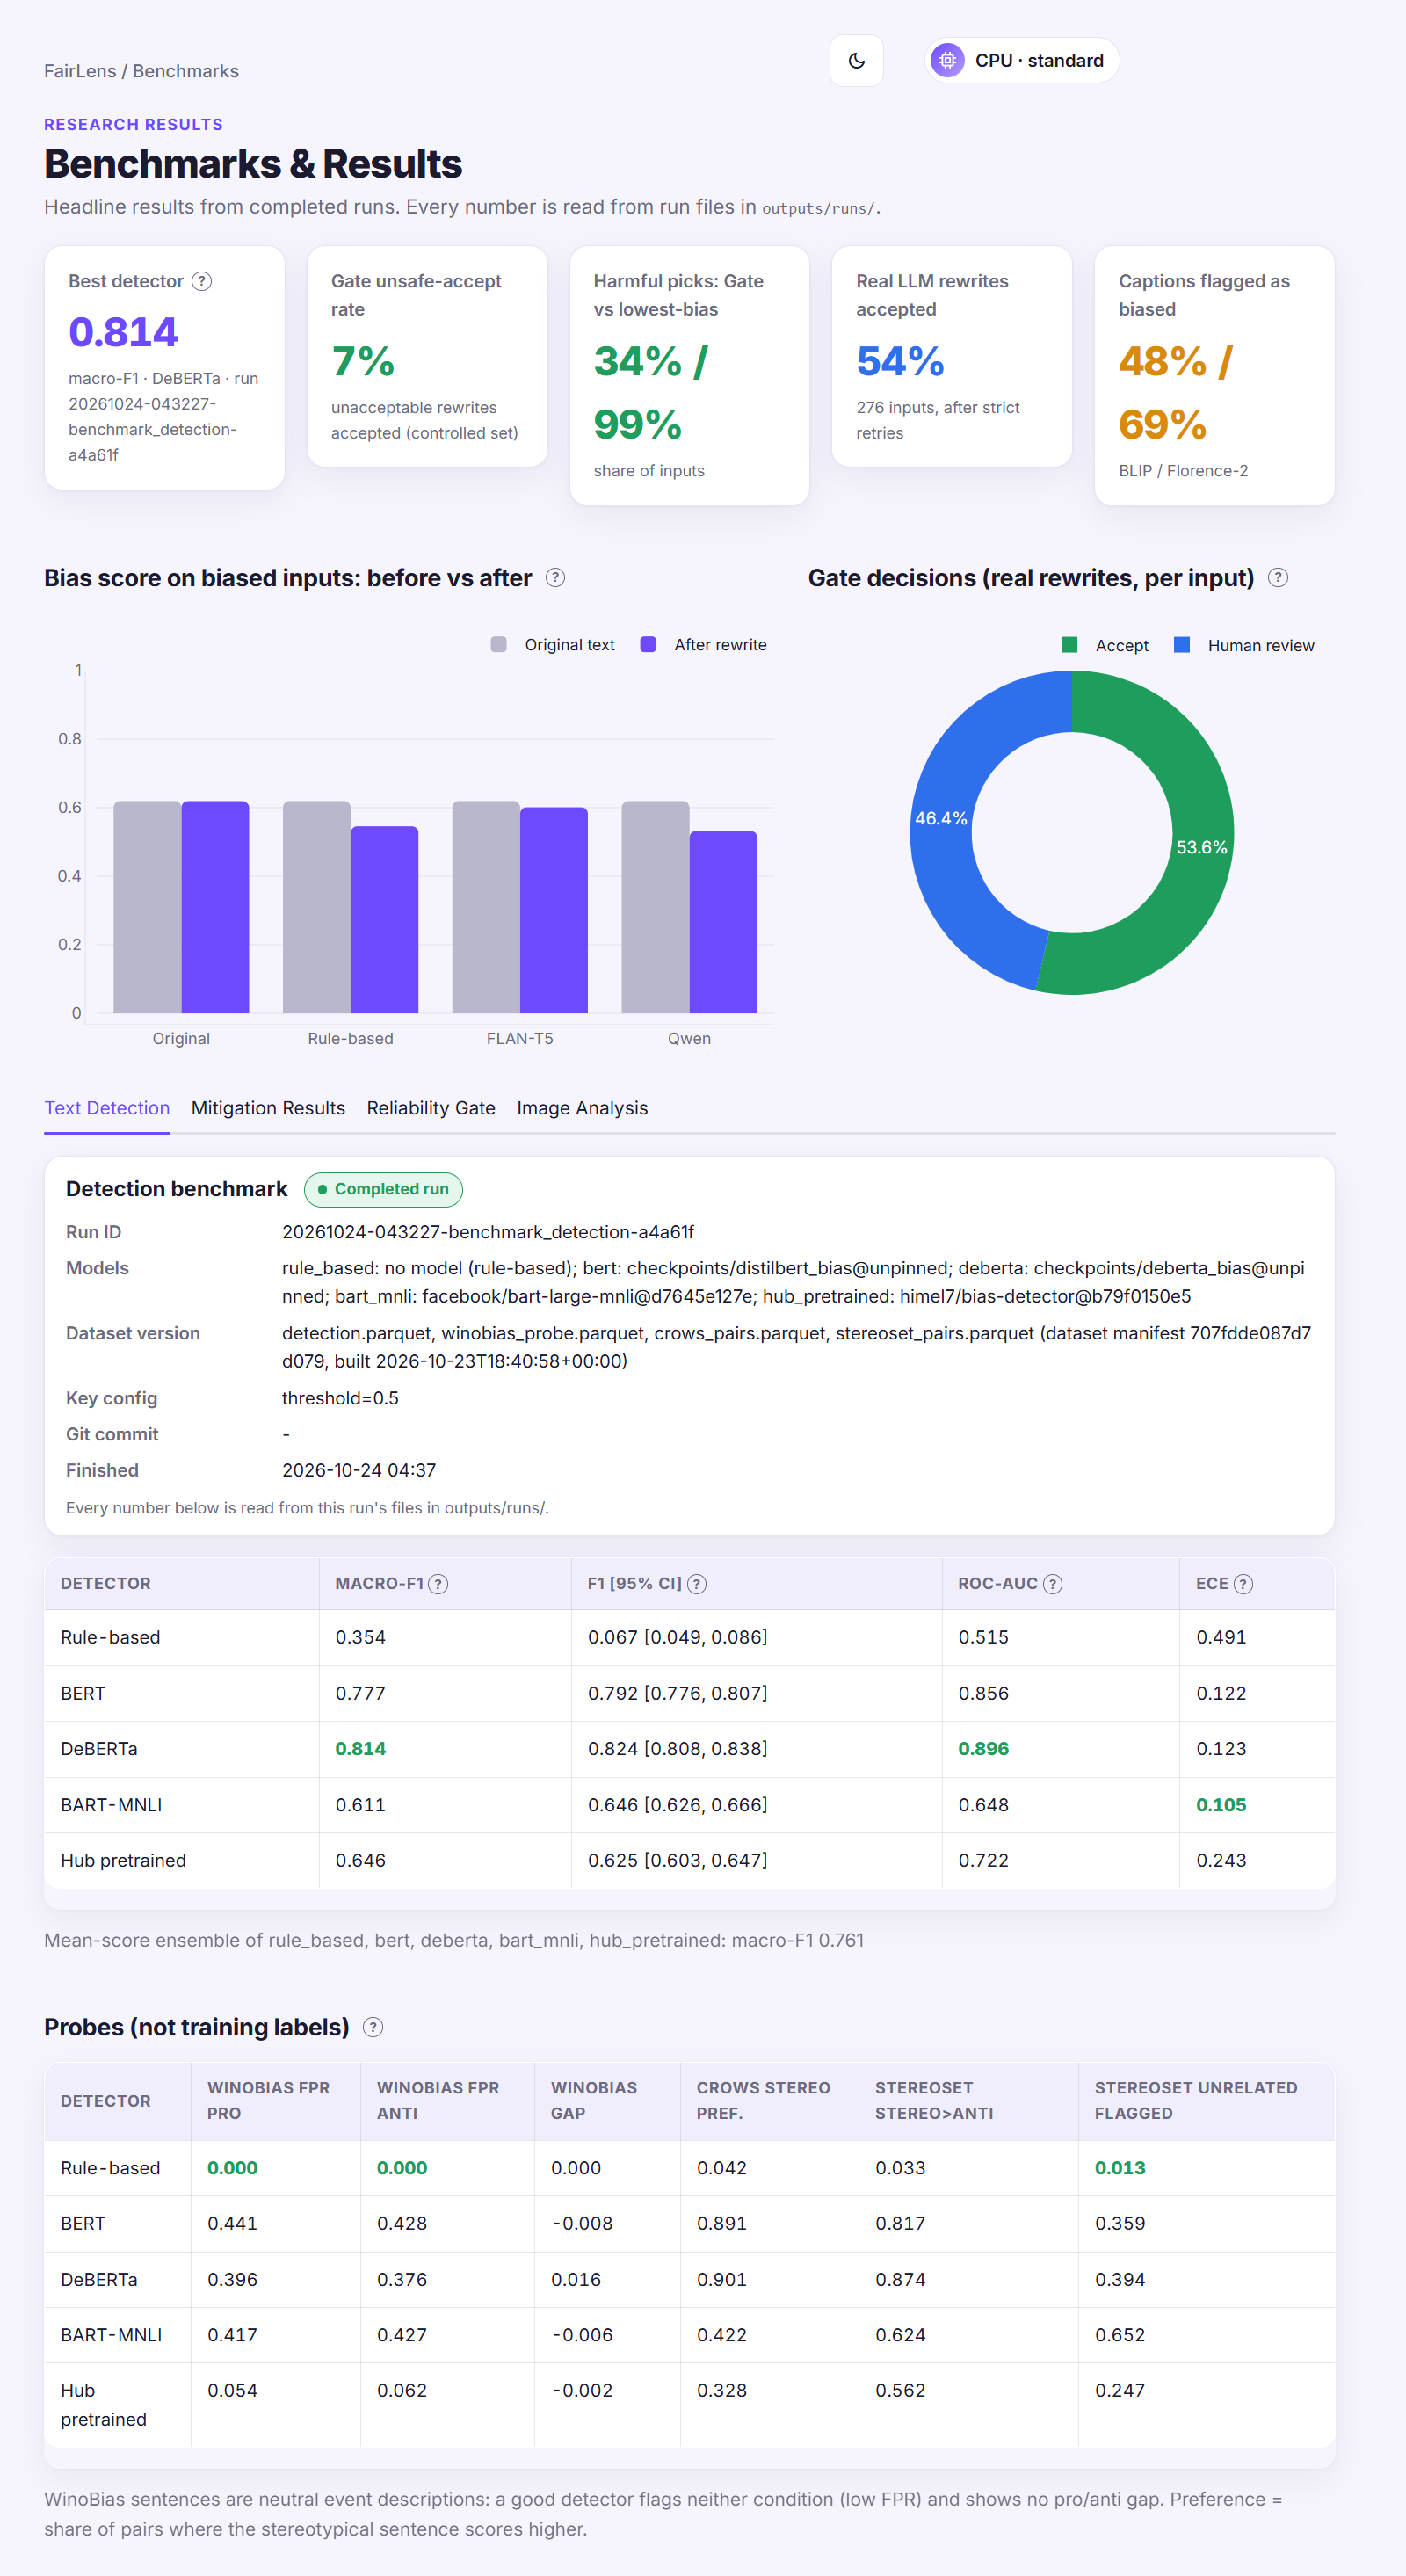 FairLens / Benchmarks
CPU · standard
RESEARCH RESULTS
Benchmarks & Results
Headline results from completed runs. Every number is read from run files in outputs/runs/.
Best detector ?
0.814
macro-F1 · DeBERTa · run
20261024-043227-
benchmark_detection-
a4a61f
Gate unsafe-accept
rate
7%
unacceptable rewrites
accepted (controlled set)
Harmful picks: Gate
vs lowest-bias
34% /
99%
share of inputs
Real LLM rewrites
accepted
54%
276 inputs, after strict
retries
Captions flagged as
biased
48% /
69%
BLIP / Florence-2
Bias score on biased inputs: before vs after ?
Original text After rewrite
1
0.8
0.6
0.4
0.2
0
Original Rule-based FLAN-T5 Qwen
Gate decisions (real rewrites, per input) ?
Accept Human review
46.4%
53.6%
Text Detection Mitigation Results Reliability Gate Image Analysis
Detection benchmark Completed run
Run ID 20261024-043227-benchmark_detection-a4a61f
Models rule_based: no model (rule-based); bert: checkpoints/distilbert_bias@unpinned; deberta: checkpoints/deberta_bias@unpi
nned; bart_mnli: facebook/bart-large-mnli@d7645e127e; hub_pretrained: himel7/bias-detector@b79f0150e5
Dataset version detection.parquet, winobias_probe.parquet, crows_pairs.parquet, stereoset_pairs.parquet (dataset manifest 707fdde087d7
d079, built 2026-10-23T18:40:58+00:00)
Key config threshold=0.5
Git commit -
Finished 2026-10-24 04:37
Every number below is read from this run's files in outputs/runs/.
DETECTOR MACRO-F1 ? F1 [95% CI] ? ROC-AUC ? ECE ?
Rule-based 0.354 0.067 [0.049, 0.086] 0.515 0.491
BERT 0.777 0.792 [0.776, 0.807] 0.856 0.122
DeBERTa 0.814 0.824 [0.808, 0.838] 0.896 0.123
BART-MNLI 0.611 0.646 [0.626, 0.666] 0.648 0.105
Hub pretrained 0.646 0.625 [0.603, 0.647] 0.722 0.243
Mean-score ensemble of rule_based, bert, deberta, bart_mnli, hub_pretrained: macro-F1 0.761
Probes (not training labels) ?
DETECTOR WINOBIAS FPR PRO WINOBIAS FPR ANTI WINOBIAS GAP CROWS STEREO PREF. STEREOSET STEREO>ANTI STEREOSET UNRELATED FLAGGED
Rule-based 0.000 0.000 0.000 0.042 0.033 0.013
BERT 0.441 0.428 -0.008 0.891 0.817 0.359
DeBERTa 0.396 0.376 0.016 0.901 0.874 0.394
BART-MNLI 0.417 0.427 -0.006 0.422 0.624 0.652
Hub pretrained 0.054 0.062 -0.002 0.328 0.562 0.247
WinoBias sentences are neutral event descriptions: a good detector flags neither condition (low FPR) and shows no pro/anti gap. Preference =
share of pairs where the stereotypical sentence scores higher.